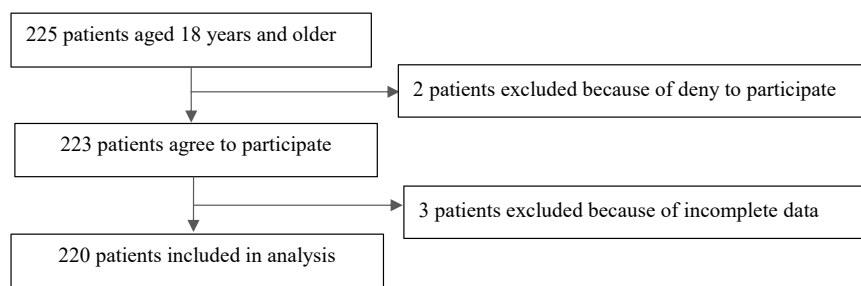 225 patients aged 18 years and older
2 patients excluded because of deny to participate
223 patients agree to participate
3 patients excluded because of incomplete data
220 patients included in analysis